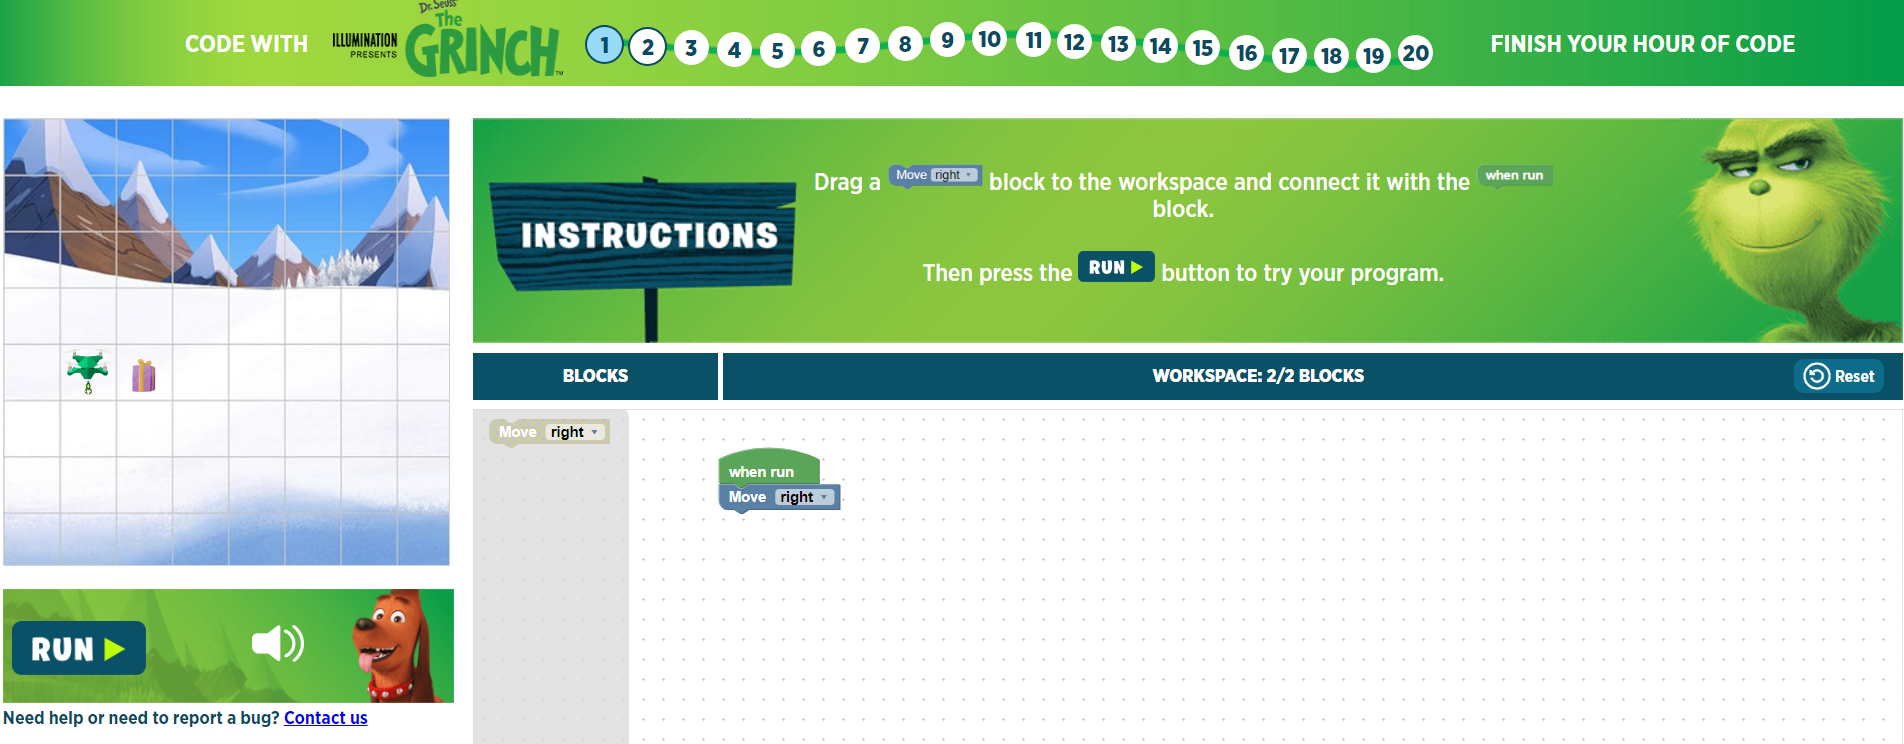 CODE WITH
ILLUMINATION
PRESENTS
Dr. Seuss'
The
GRINCH
TM
1 2 3 4 5 6 7 8 9 10 11 12 13 14 15 16 17 18 19 20
FINISH YOUR HOUR OF CODE
INSTRUCTIONS
Drag a Move right block to the workspace and connect it with the when run
block.
Then press the RUN button to try your program.
BLOCKS
WORKSPACE: 2/2 BLOCKS
Reset
Move right
when run
Move right
RUN
Need help or need to report a bug? Contact us